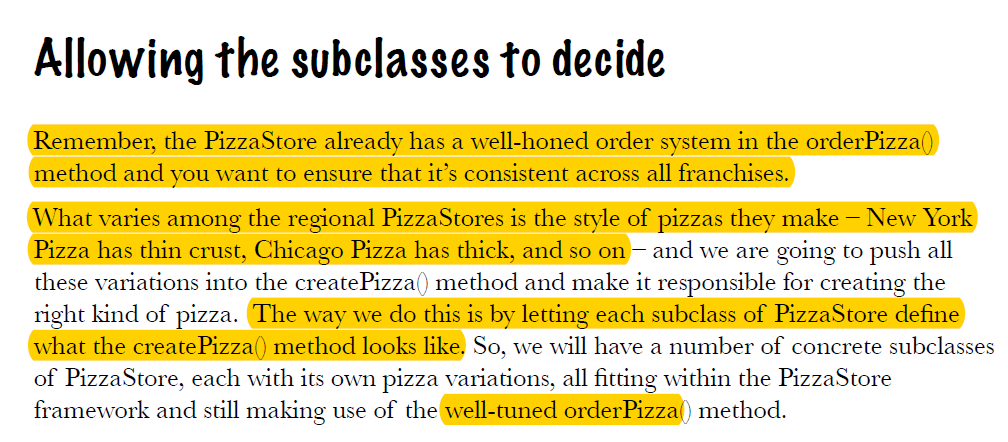 Allowing the subclasses to decide
Remember, the PizzaStore already has a well-honed order system in the orderPizza()
method and you want to ensure that it’s consistent across all franchises.
What varies among the regional PizzaStores is the style of pizzas they make – New York
Pizza has thin crust, Chicago Pizza has thick, and so on – and we are going to push all
these variations into the createPizza() method and make it responsible for creating the
right kind of pizza. The way we do this is by letting each subclass of PizzaStore define
what the createPizza() method looks like. So, we will have a number of concrete subclasses
of PizzaStore, each with its own pizza variations, all fitting within the PizzaStore
framework and still making use of the well-tuned orderPizza() method.